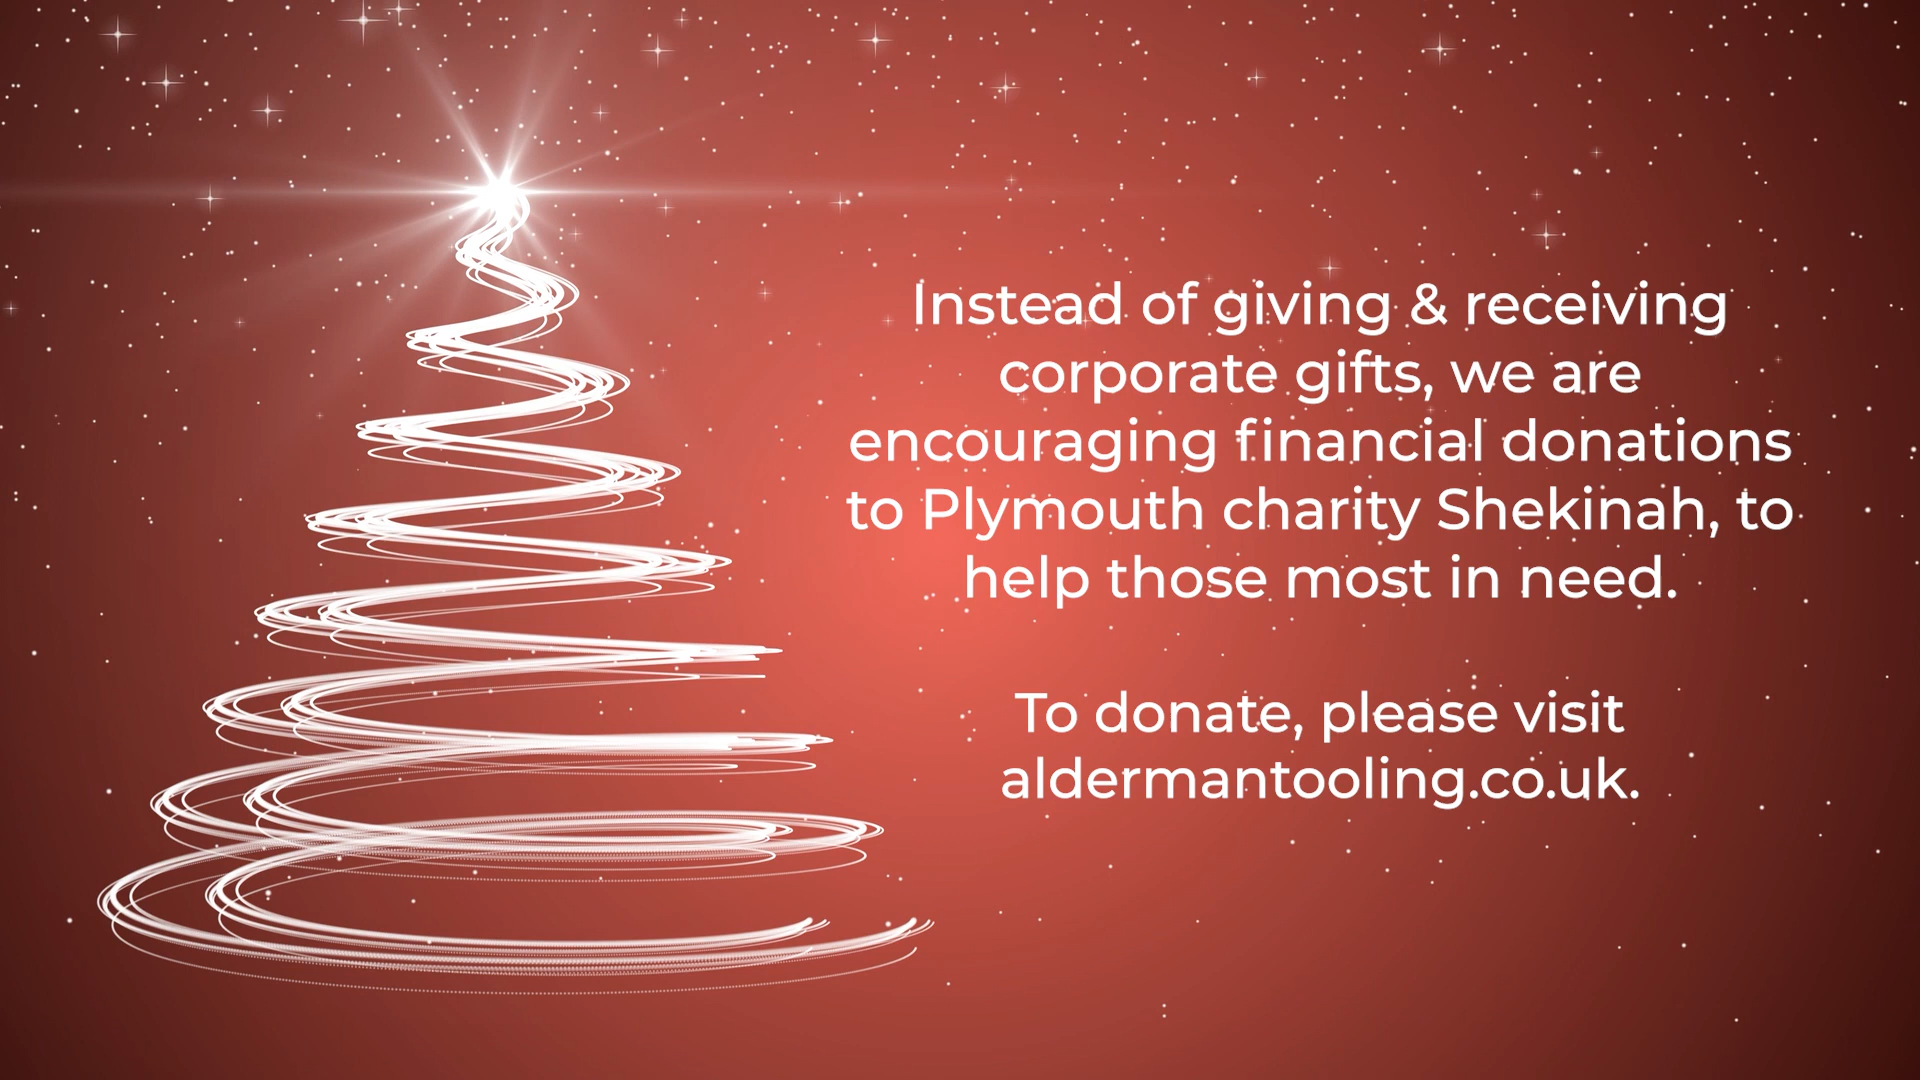 Instead of giving & receiving
corporate gifts, we are
encouraging financial donations
to Plymouth charity Shekinah, to
help those most in need.
To donate, please visit
aldermantooling.co.uk.